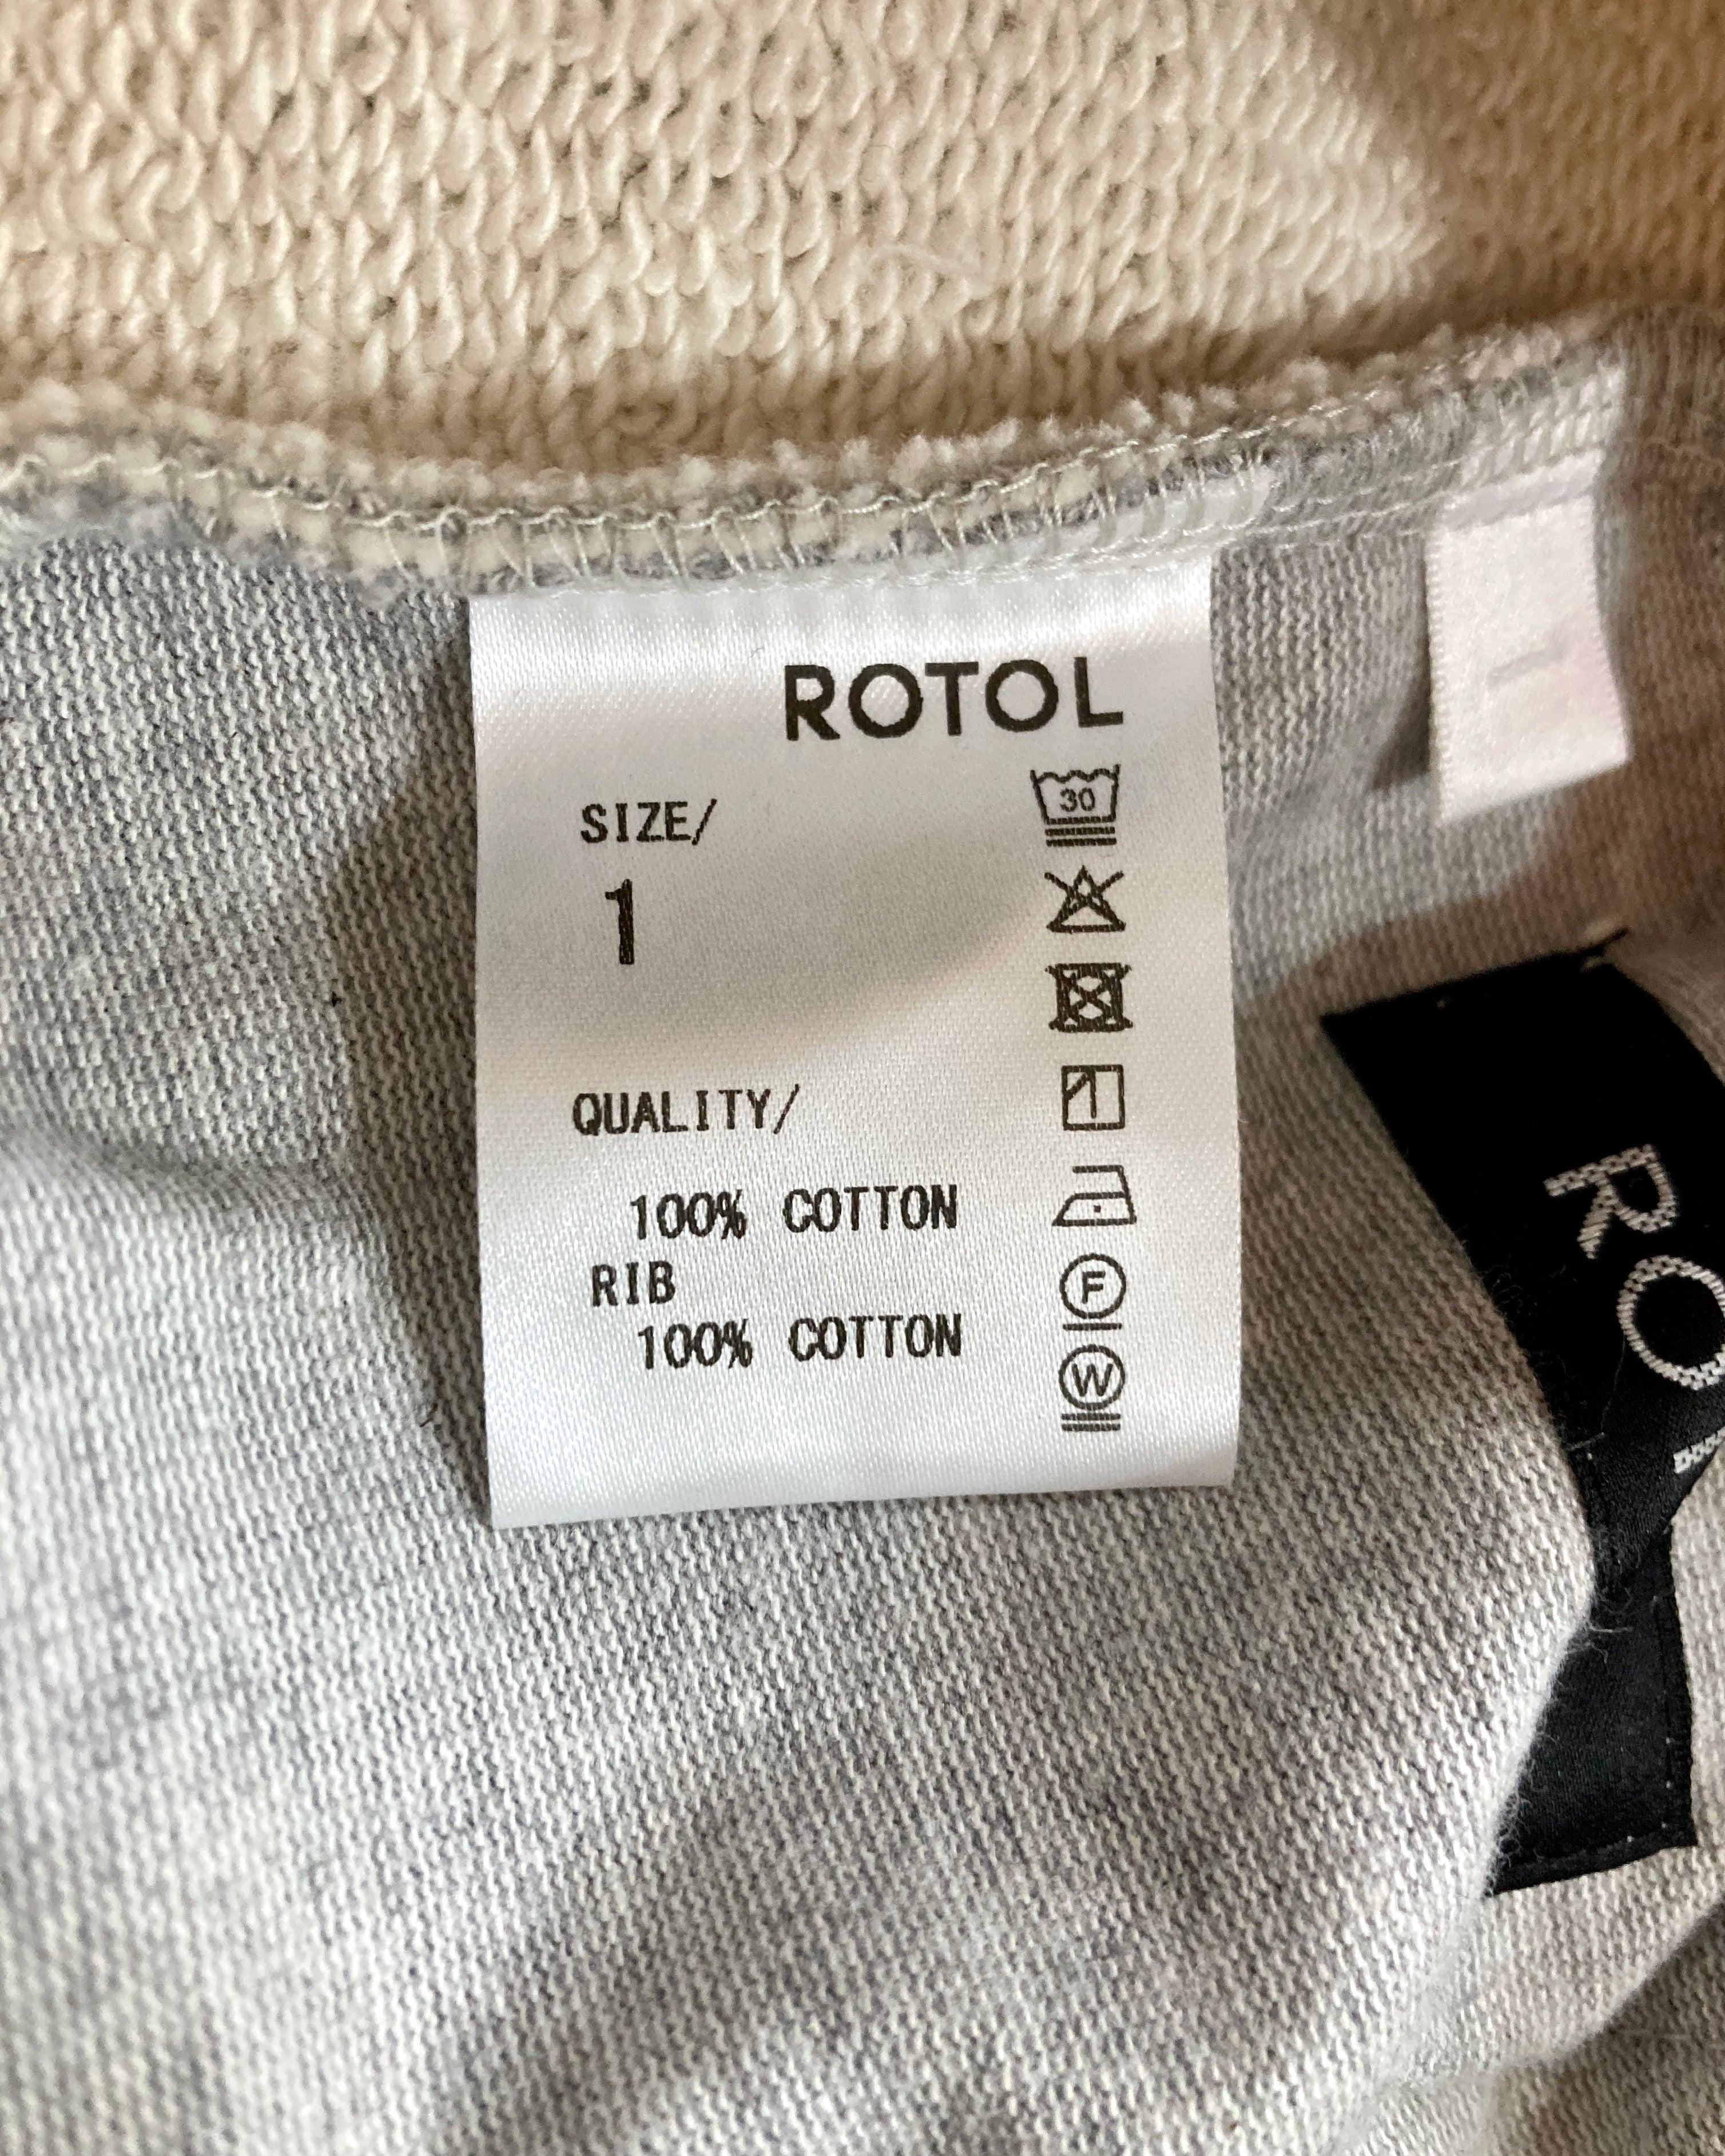 ROTOL
SIZE/
30
1
QUALITY/
100% COTTON
RIB
100% COTTON
F
W
RO